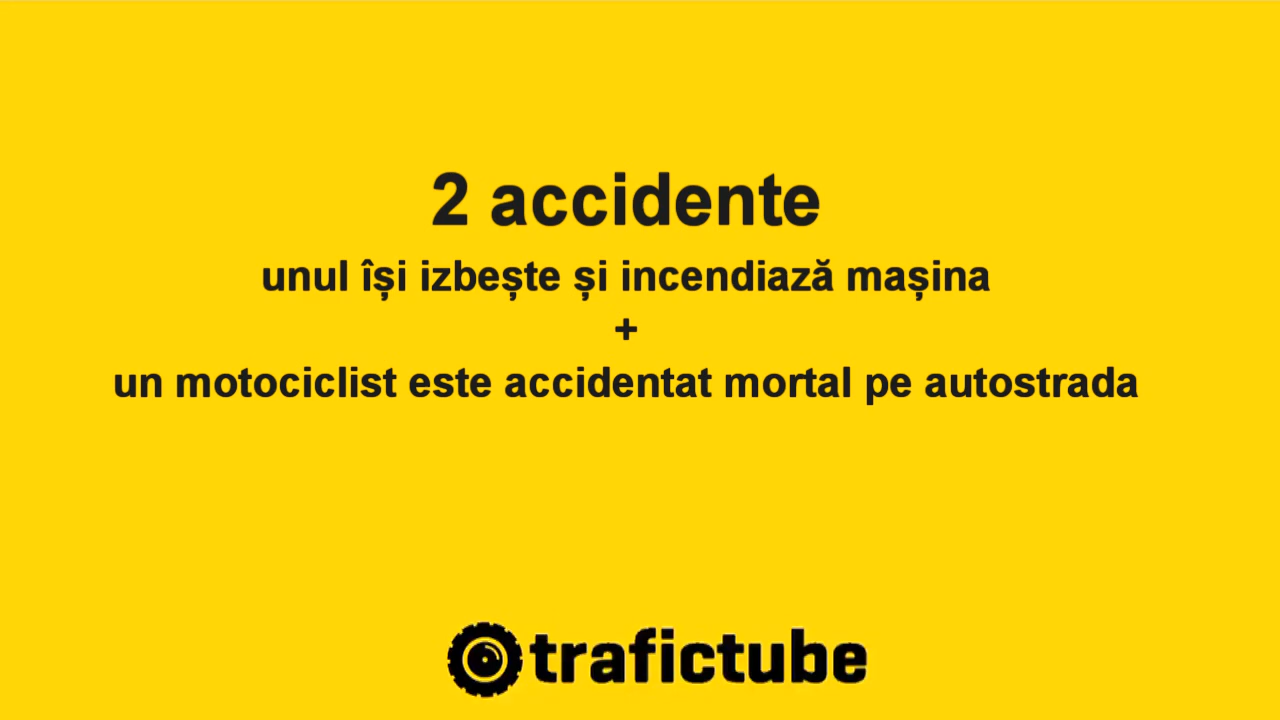 2 accidente
unul își izbește și incendiază mașina
+
un motociclist este accidentat mortal pe autostrada
trafictube